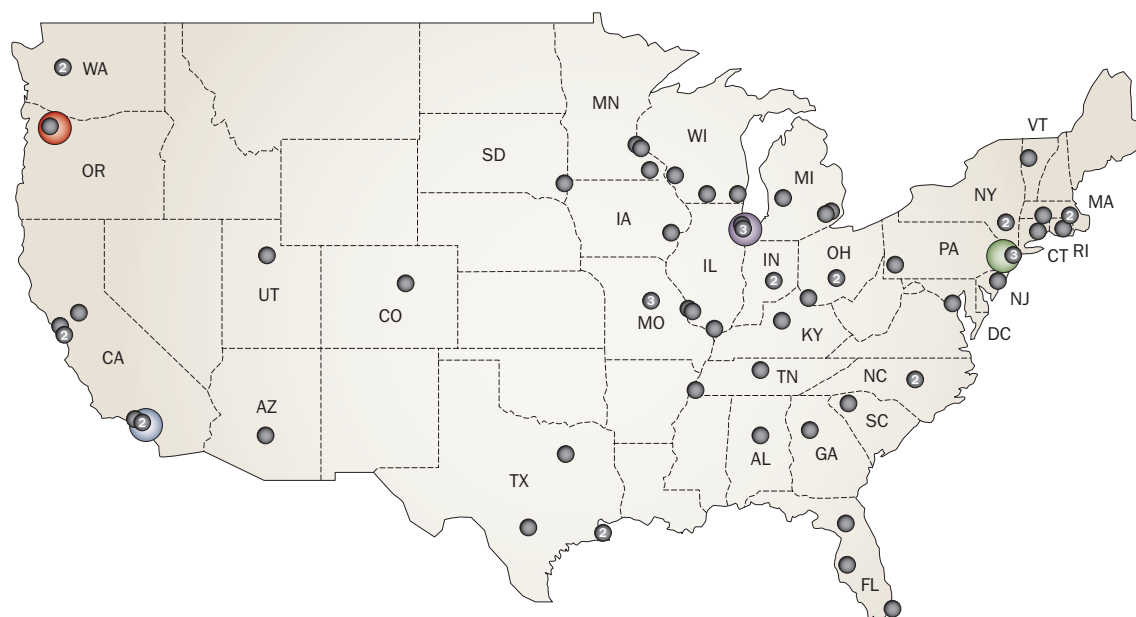 2
WA
MN
VT
WI
OR
SD
MI
NY
MA
2
IA
2
3
PA
OH
CT
RI
3
IL
IN
2
2
UT
NJ
3
CO
MO
DC
2
KY
CA
TN
NC
2
AZ
SC
2
AL
GA
TX
2
FL